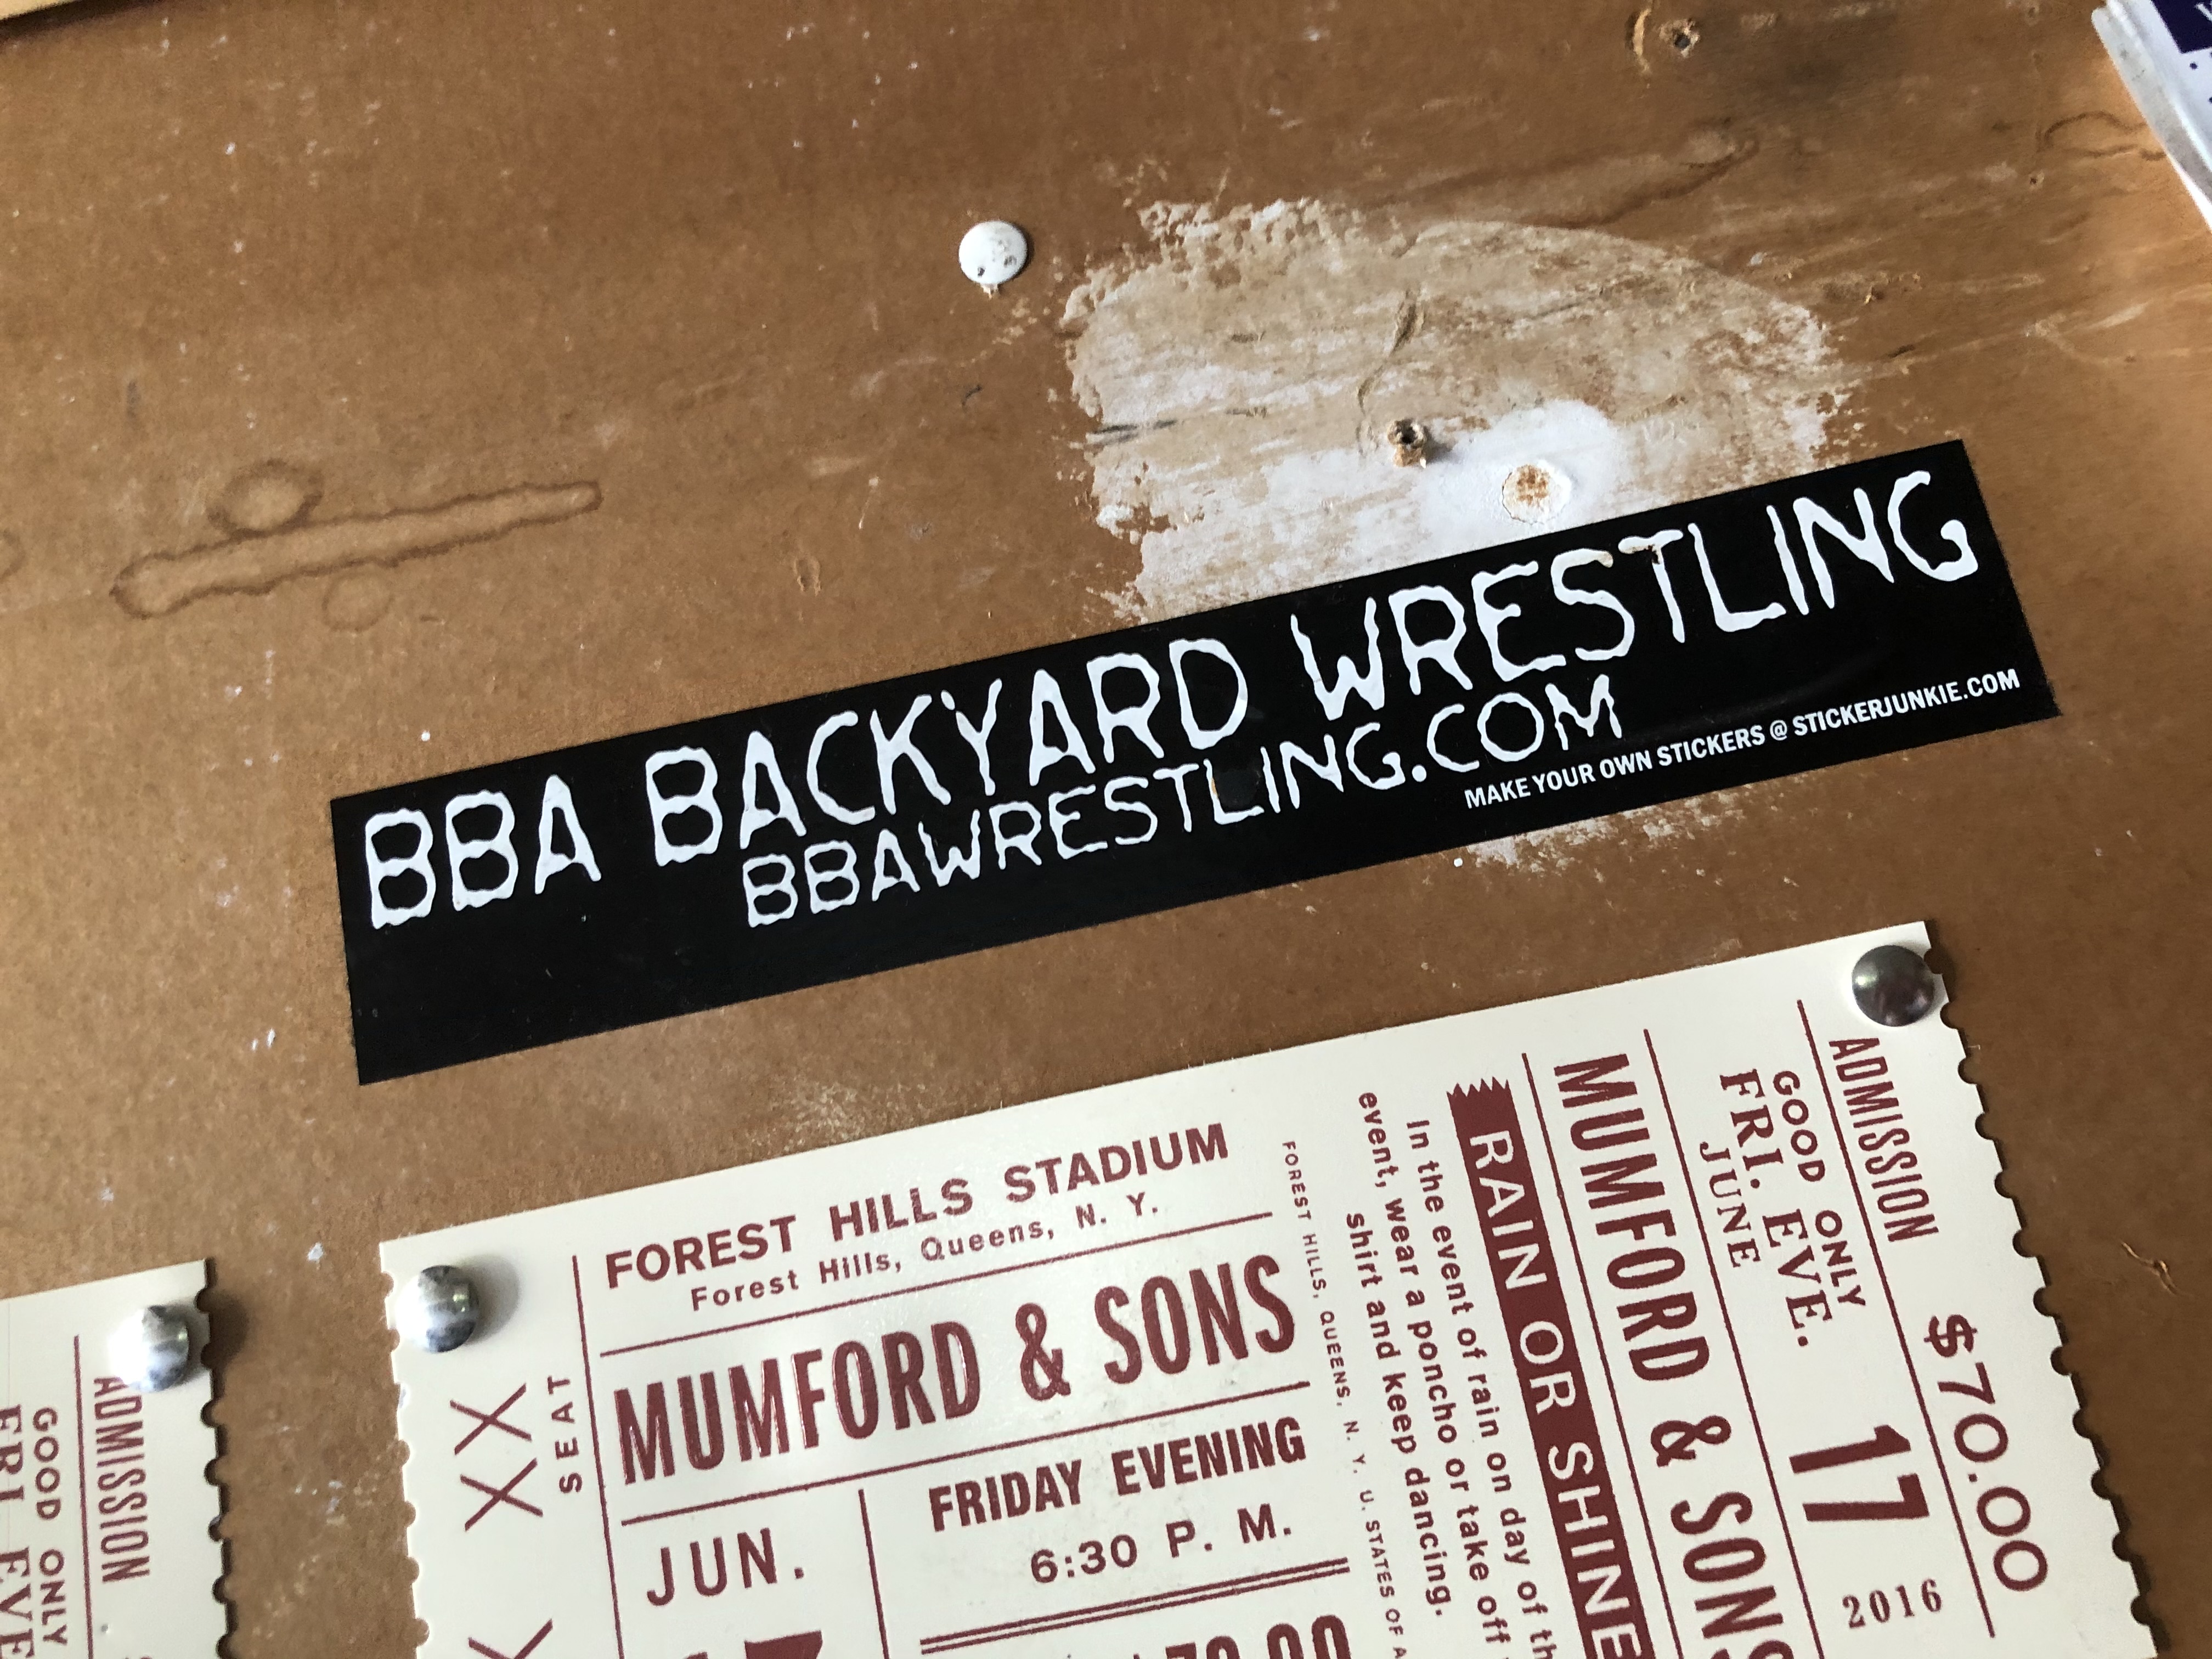 BBA BACKYARD WRESTLING
BBAWRESTLING.COM
MAKE YOUR OWN STICKERS @ STICKERJUNKIE.COM
FOREST HILLS STADIUM
Forest Hills, Queens, N. Y.
MUMFORD & SONS
JUN.
FRIDAY EVENING
6:30 P. M.
XX
SEAT
FOREST HILLS, QUEENS, N. Y. U. STATES OF
RAIN OR SHINE
In the event of rain on day of
event, wear a poncho or take off
shirt and keep dancing.
MUMFORD & SONS
GOOD ONLY
FRI. EVE.
JUNE
17
2016
ADMISSION
$70.00
ADMISSION
GOOD ONLY
FRI. EVE